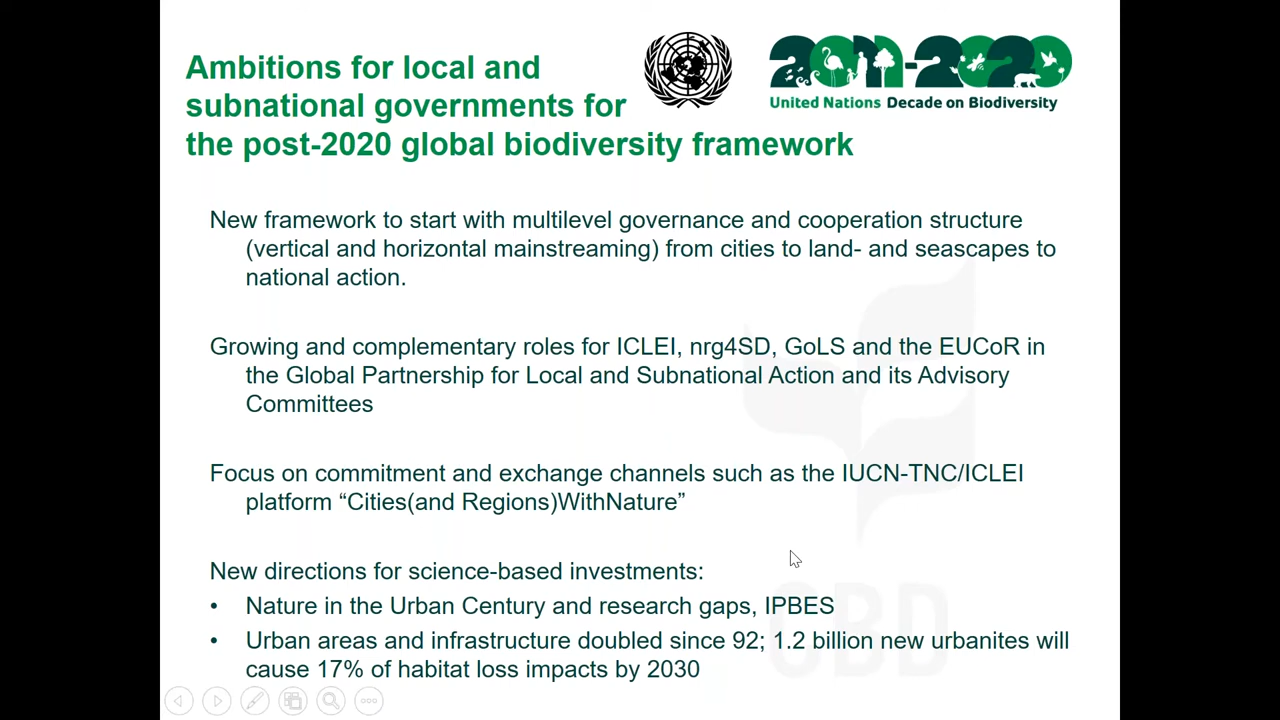 Ambitions for local and
subnational governments for
the post-2020 global biodiversity framework
2011-2020
United Nations Decade on Biodiversity
New framework to start with multilevel governance and cooperation structure
(vertical and horizontal mainstreaming) from cities to land- and seascapes to
national action.
Growing and complementary roles for ICLEI, nrg4SD, GoLS and the EUCoR in
the Global Partnership for Local and Subnational Action and its Advisory
Committees
Focus on commitment and exchange channels such as the IUCN-TNC/ICLEI
platform “Cities(and Regions)WithNature”
New directions for science-based investments:
• Nature in the Urban Century and research gaps, IPBES
• Urban areas and infrastructure doubled since 92; 1.2 billion new urbanites will
cause 17% of habitat loss impacts by 2030
CBD